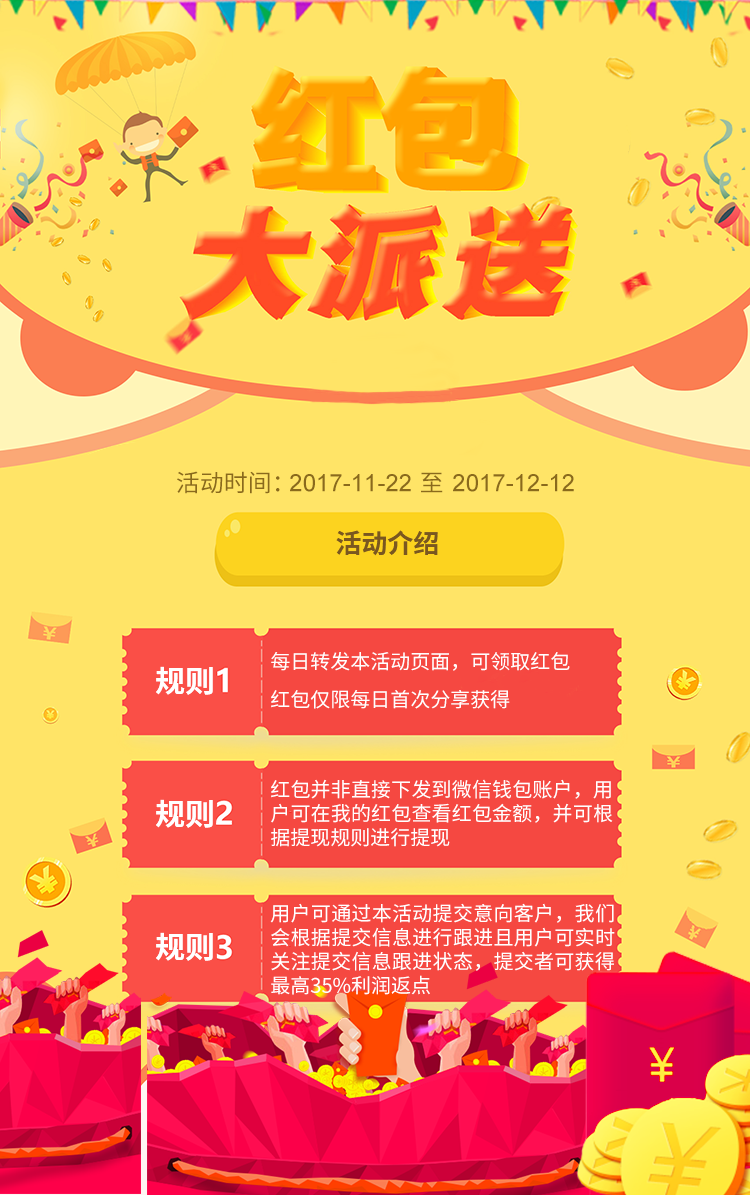 红包
大派送
活动时间：2017-11-22 至 2017-12-12
活动介绍
规则1
每日转发本活动页面，可领取红包
红包仅限每日首次分享获得
规则2
红包并非直接下发到微信钱包账户，用
户可在我的红包查看红包金额，并可根
据提现规则进行提现
规则3
用户可通过本活动提交意向客户，我们
会根据提交信息进行跟进且用户可实时
关注提交信息跟进状态，提交者可获得
最高35%利润返点
¥
¥